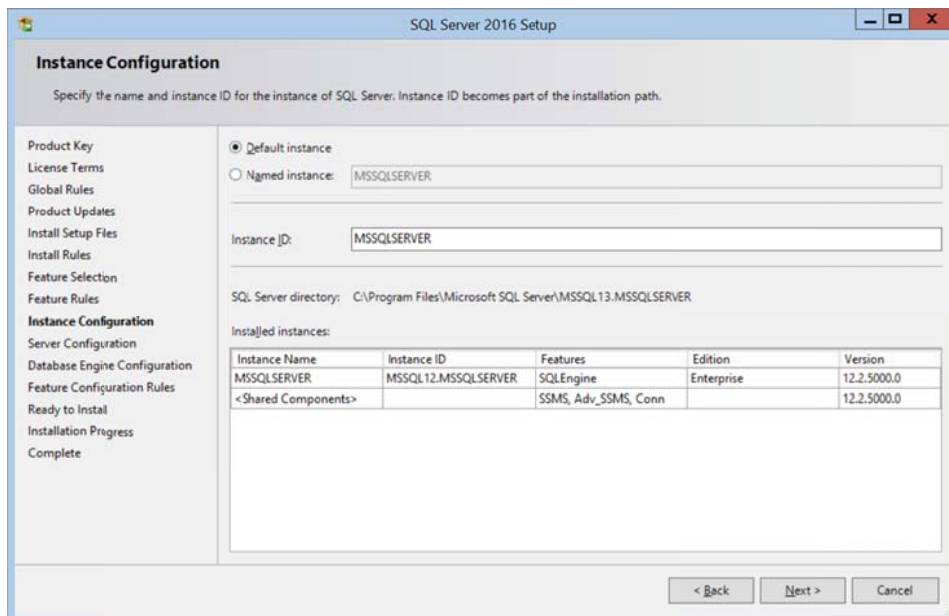 SQL Server 2016 Setup
Instance Configuration
Specify the name and instance ID for the instance of SQL Server. Instance ID becomes part of the installation path.
Product Key
License Terms
Global Rules
Product Updates
Install Setup Files
Install Rules
Feature Selection
Feature Rules
Instance Configuration
Server Configuration
Database Engine Configuration
Feature Configuration Rules
Ready to Install
Installation Progress
Complete
Default instance
Named instance: MSSQLSERVER
Instance ID: MSSQLSERVER
SQL Server directory: C:\Program Files\Microsoft SQL Server\MSSQL13.MSSQLSERVER
Installed instances:
Instance Name Instance ID Features Edition Version
MSSQLSERVER MSSQL12.MSSQLSERVER SQLEngine Enterprise 12.2.5000.0
<Shared Components> SSMS, Adv_SSMS, Conn 12.2.5000.0
< Back Next > Cancel